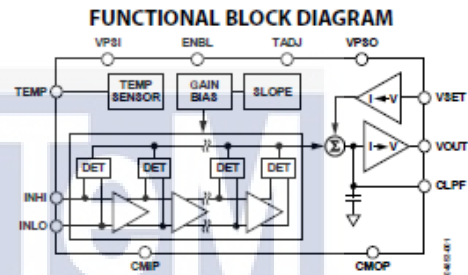 FUNCTIONAL BLOCK DIAGRAM
VPSI ENBL TADJ VPSO
TEMP
TEMP SENSOR
GAIN BIAS
SLOPE
I V
VSET
Σ
I V
VOUT
DET DET DET DET
CLPF
INHI
INLO
CMIP CMOP